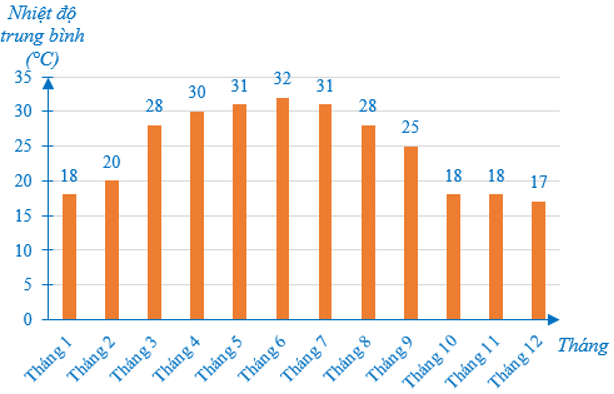 Nhiệt độ
trung bình
(°C)
35
30
25
20
15
10
5
0
18
20
28
30
31
32
31
28
25
18
18
17
Tháng 1
Tháng 2
Tháng 3
Tháng 4
Tháng 5
Tháng 6
Tháng 7
Tháng 8
Tháng 9
Tháng 10
Tháng 11
Tháng 12
Tháng